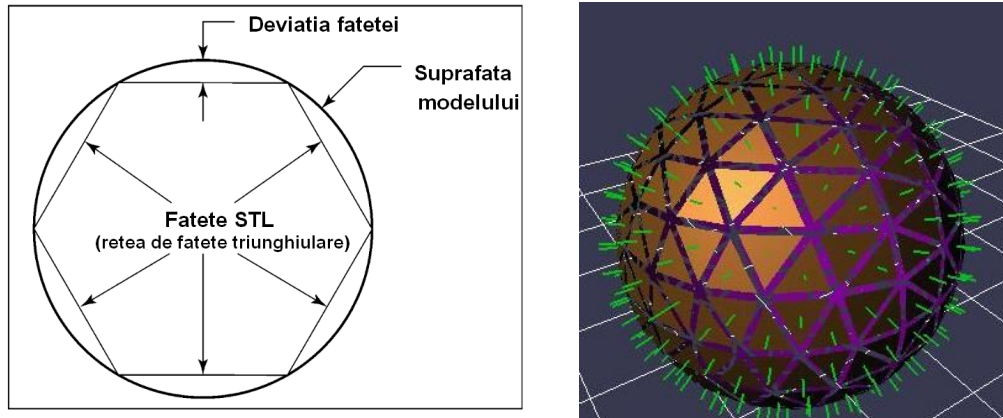 Deviatia fatetei
Suprafata
modelului
Fatete STL
(retea de fatete triunghiulare)